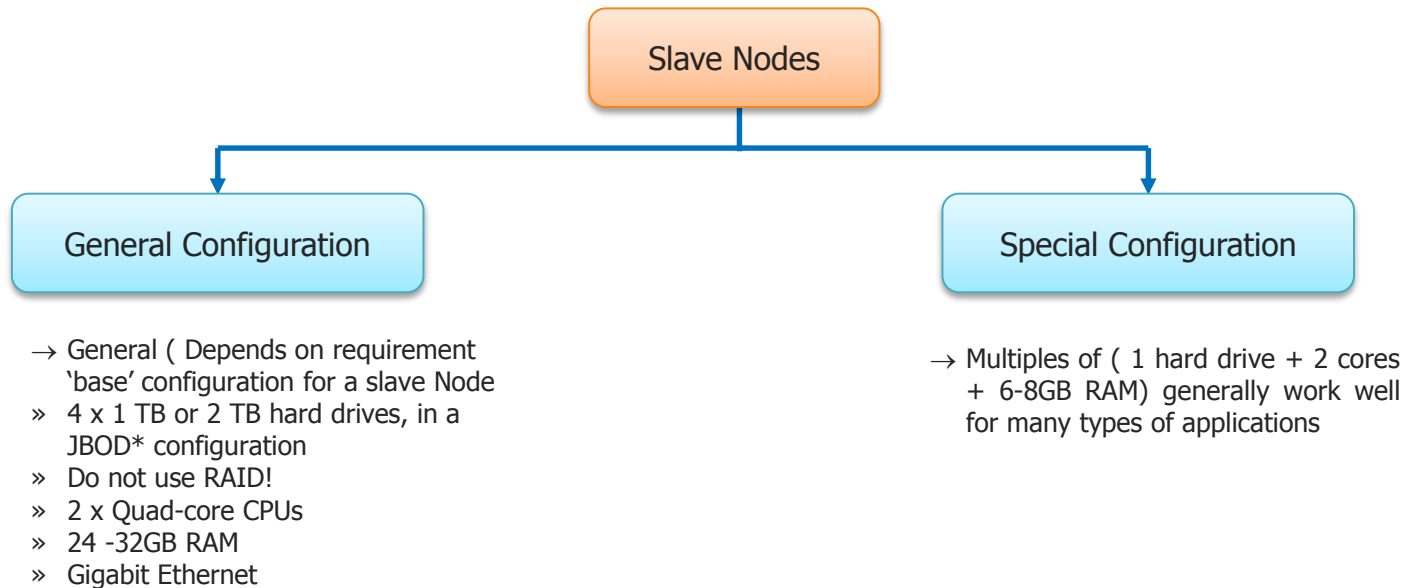 Slave Nodes
General Configuration
Special Configuration
→ General ( Depends on requirement
‘base’ configuration for a slave Node
» 4 x 1 TB or 2 TB hard drives, in a
JBOD* configuration
» Do not use RAID!
» 2 x Quad-core CPUs
» 24 -32GB RAM
» Gigabit Ethernet
→ Multiples of ( 1 hard drive + 2 cores
+ 6-8GB RAM) generally work well
for many types of applications